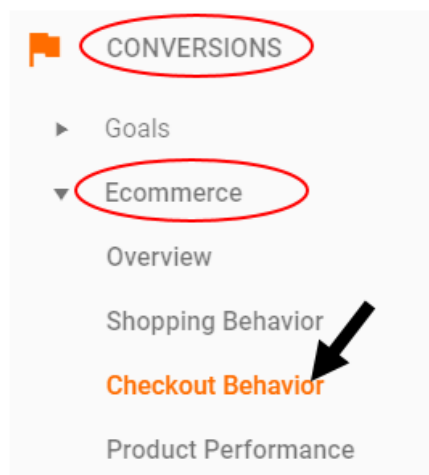 CONVERSIONS
Goals
Ecommerce
Overview
Shopping Behavior
Checkout Behavior
Product Performance